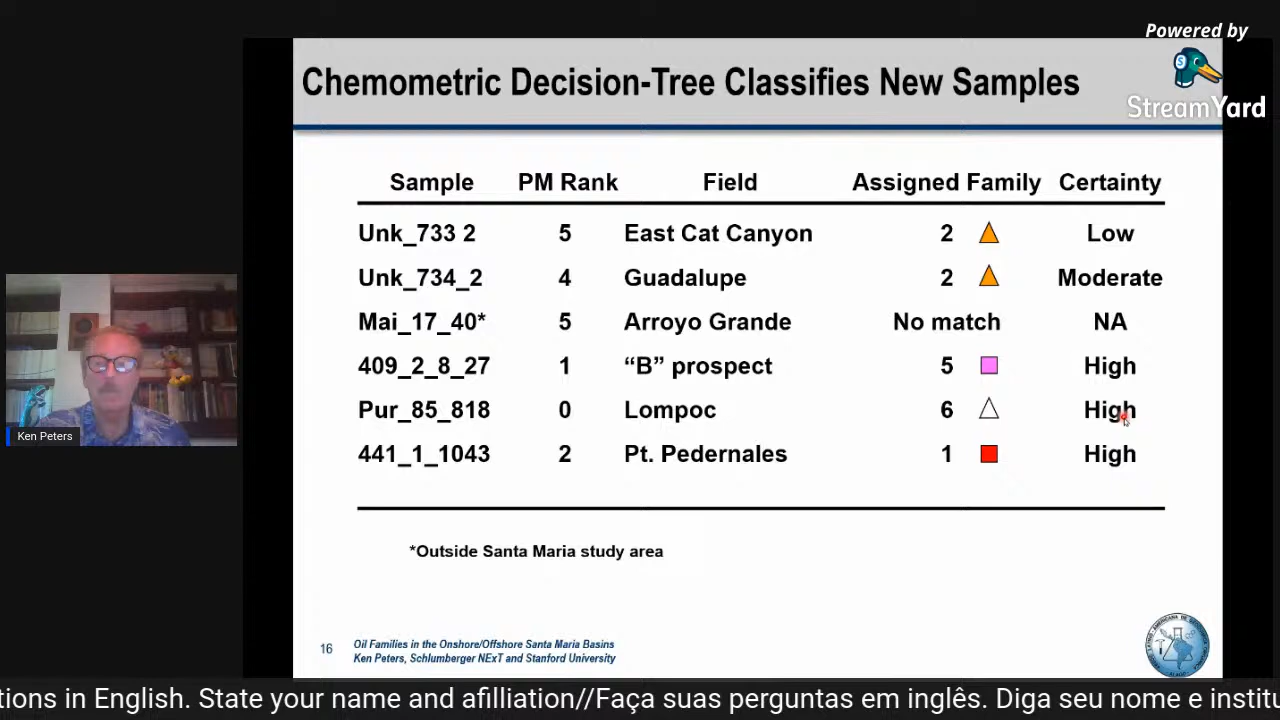 Powered by
StreamYard
Chemometric Decision-Tree Classifies New Samples
Sample PM Rank Field Assigned Family Certainty
Unk_733 2 5 East Cat Canyon 2 Low
Unk_734_2 4 Guadalupe 2 Moderate
Mai_17_40* 5 Arroyo Grande No match NA
409_2_8_27 1 “B” prospect 5 High
Pur_85_818 0 Lompoc 6 High
441_1_1043 2 Pt. Pedernales 1 High
*Outside Santa Maria study area
Ken Peters
16 Oil Families in the Onshore/Offshore Santa Maria Basins
Ken Peters, Schlumberger NExT and Stanford University
tions in English. State your name and afilliation//Faça suas perguntas em inglês. Diga seu nome e institu